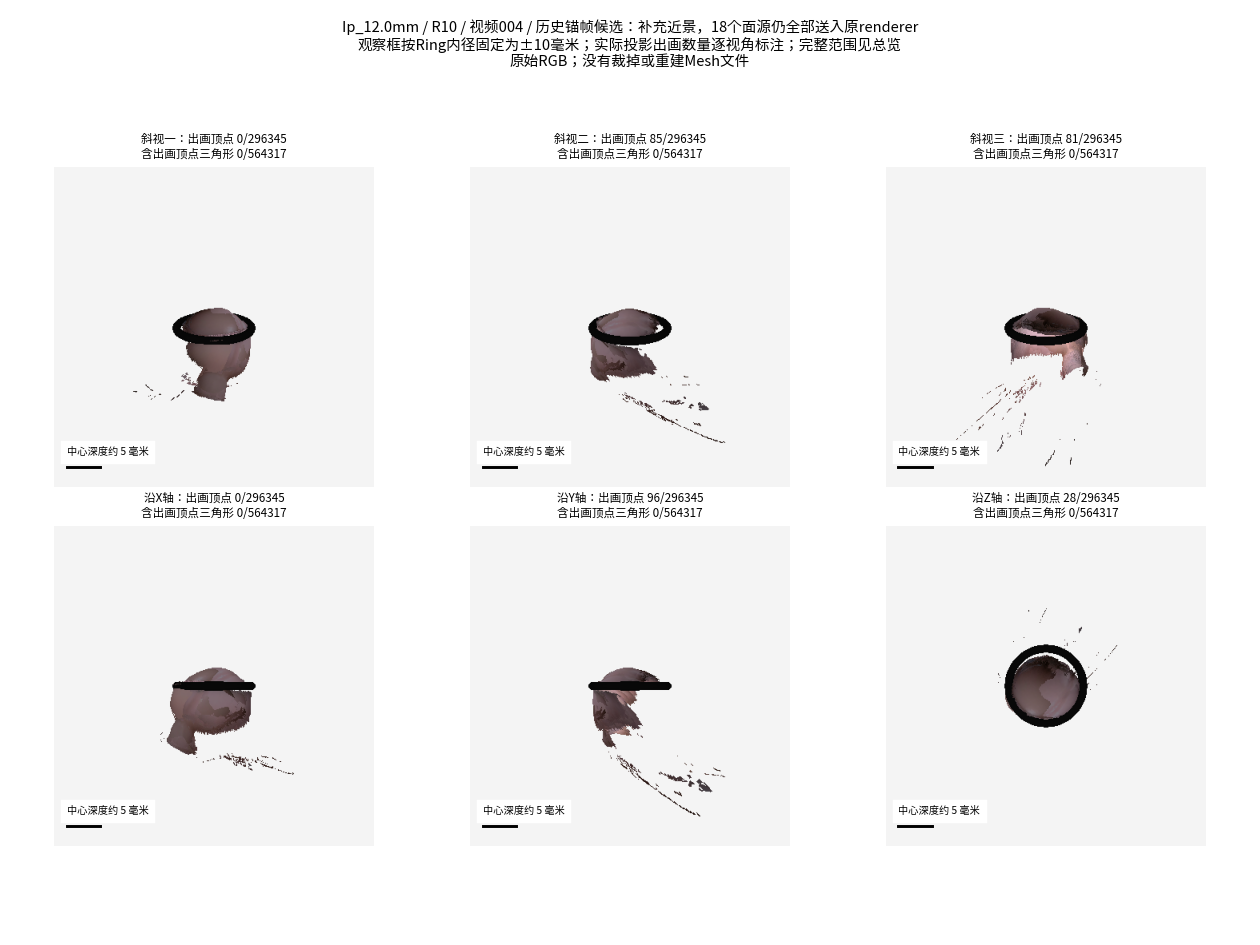 Ip_12.0mm / R10 / 视频004 / 历史锚帧候选：补充近景，18个面源仍全部送入原renderer
观察框按Ring内径固定为±10毫米；实际投影出画数量逐视角标注；完整范围见总览
原始RGB；没有裁掉或重建Mesh文件
斜视一：出画顶点 0/296345
含出画顶点三角形 0/564317
斜视二：出画顶点 85/296345
含出画顶点三角形 0/564317
斜视三：出画顶点 81/296345
含出画顶点三角形 0/564317
中心深度约 5 毫米
中心深度约 5 毫米
中心深度约 5 毫米
沿X轴：出画顶点 0/296345
含出画顶点三角形 0/564317
沿Y轴：出画顶点 96/296345
含出画顶点三角形 0/564317
沿Z轴：出画顶点 28/296345
含出画顶点三角形 0/564317
中心深度约 5 毫米
中心深度约 5 毫米
中心深度约 5 毫米